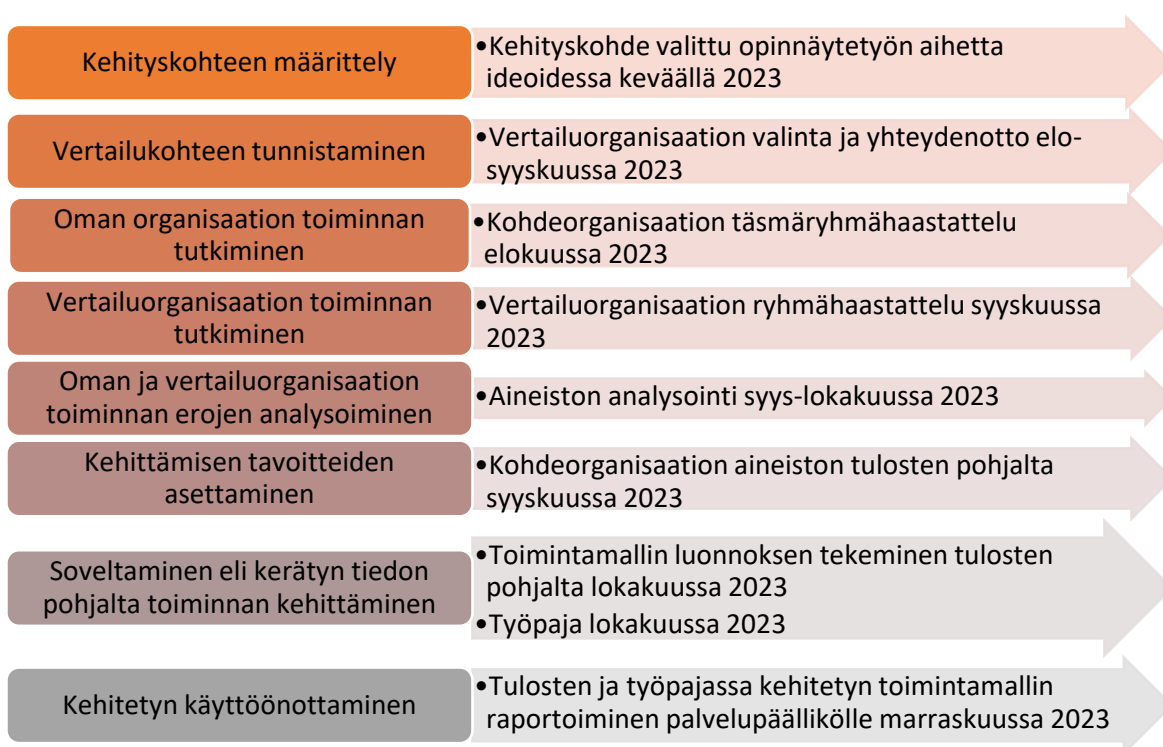 Kehityskohteen määrittely
•Kehityskohde valittu opinnäytetyön aihetta
ideoidessa keväällä 2023
Vertailukohteen tunnistaminen
•Vertailuorganisaation valinta ja yhteydenotto elo-
syyskuussa 2023
Oman organisaation toiminnan
tutkiminen
•Kohdeorganisaation täsmäryhmähaastattelu
elokuussa 2023
Vertailuorganisaation toiminnan
tutkiminen
•Vertailuorganisaation ryhmähaastattelu syyskuussa
2023
Oman ja vertailuorganisaation
toiminnan erojen analysoiminen
•Aineiston analysointi syys-lokakuussa 2023
Kehittämisen tavoitteiden
asettaminen
•Kohdeorganisaation aineiston tulosten pohjalta
syyskuussa 2023
Soveltaminen eli kerätyn tiedon
pohjalta toiminnan kehittäminen
•Toimintamallin luonnoksen tekeminen tulosten
pohjalta lokakuussa 2023
•Työpaja lokakuussa 2023
Kehitetyn käyttöönottaminen
•Tulosten ja työpajassa kehitetyn toimintamallin
raportoiminen palvelupäällikölle marraskuussa 2023